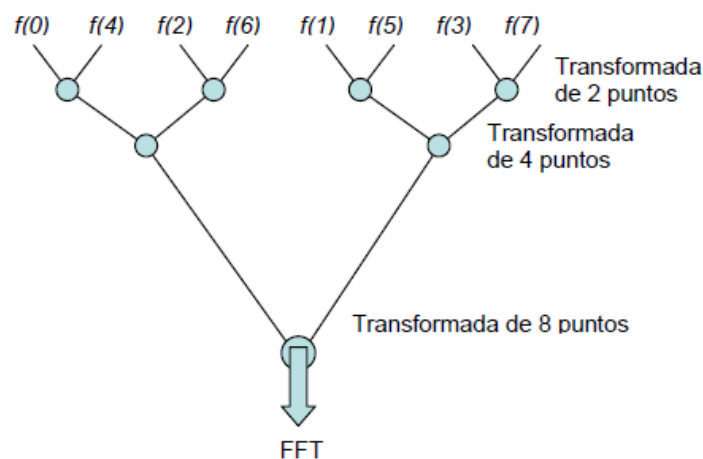 f(0) f(4) f(2) f(6) f(1) f(5) f(3) f(7)
Transformada
de 2 puntos
Transformada
de 4 puntos
Transformada de 8 puntos
FFT